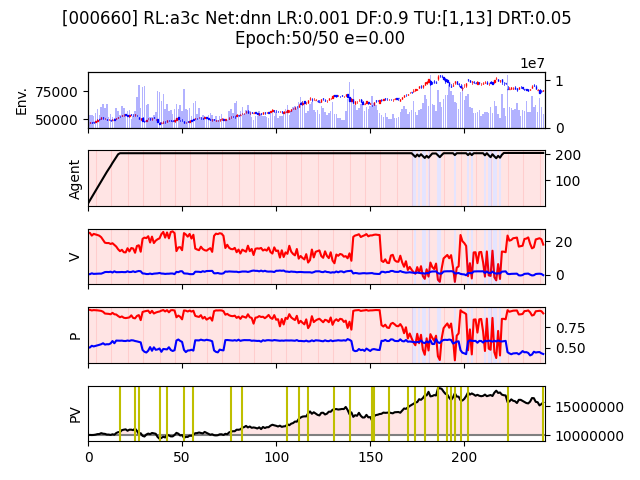 [000660] RL:a3c Net:dnn LR:0.001 DF:0.9 TU:[1,13] DRT:0.05
Epoch:50/50 e=0.00
1e7
Env.
75000
50000
1
0
Agent
200
100
V
20
0
P
0.75
0.50
PV
15000000
10000000
0 50 100 150 200